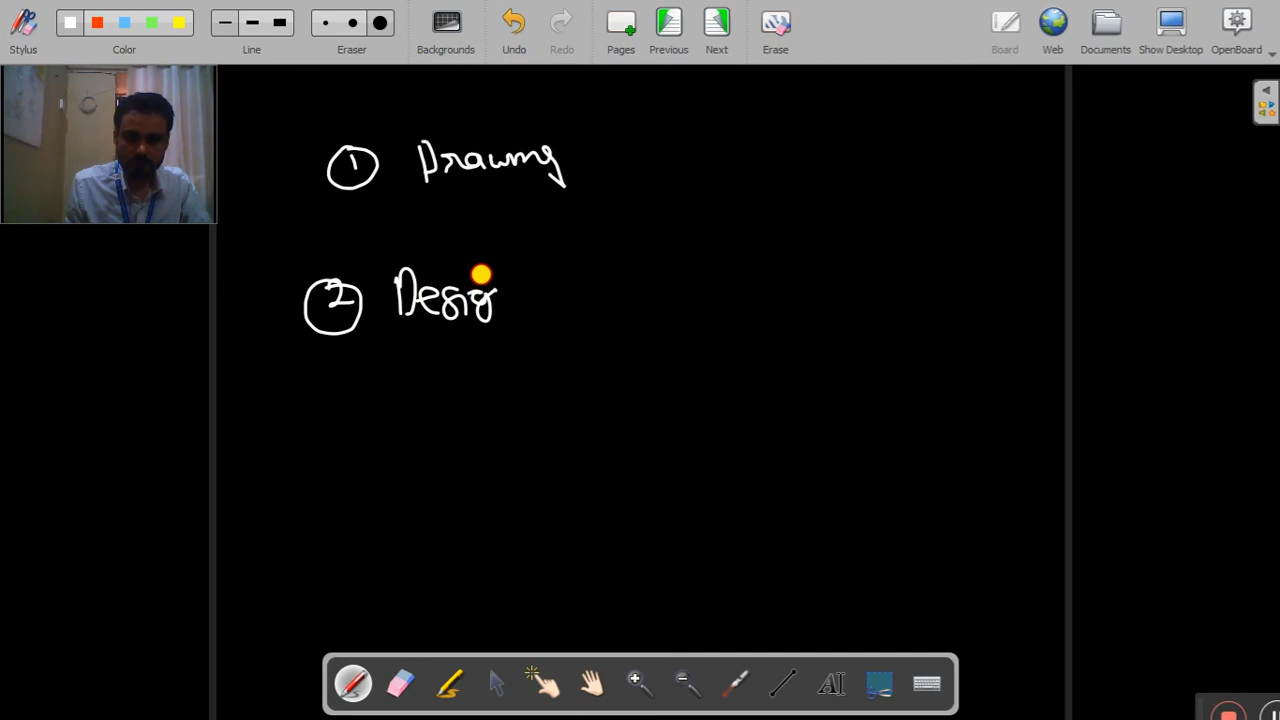 Stylus Color Line Eraser Backgrounds Undo Redo Pages Previous Next Erase Board Web Documents Show Desktop OpenBoard
1 Drawing
2 Desig
AI